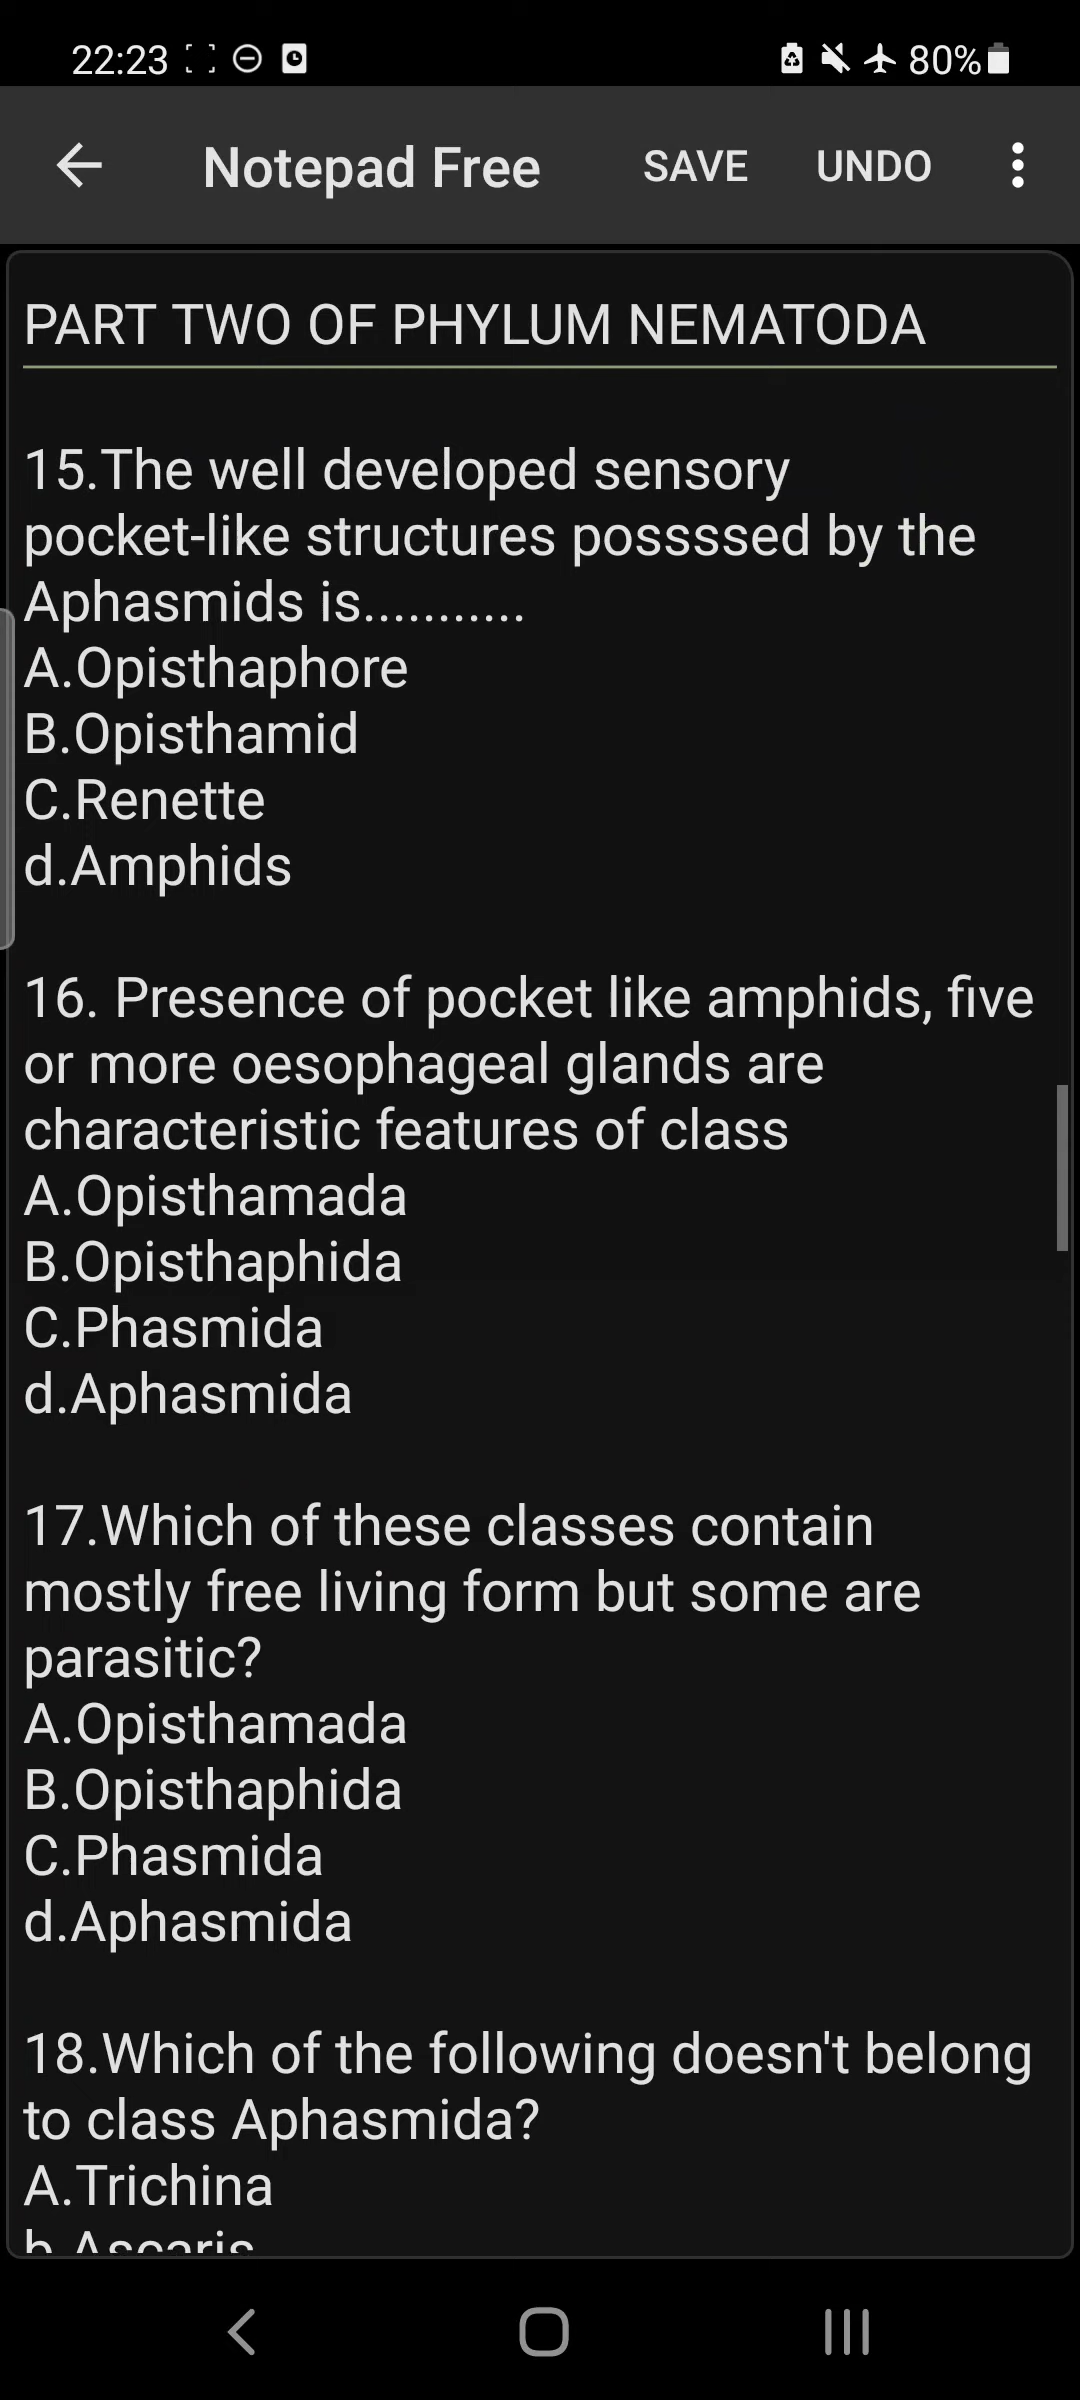 22:23
80%
Notepad Free SAVE UNDO
PART TWO OF PHYLUM NEMATODA
15.The well developed sensory
pocket-like structures possssed by the
Aphasmids is...........
A.Opisthaphore
B.Opisthamid
C.Renette
d.Amphids
16. Presence of pocket like amphids, five
or more oesophageal glands are
characteristic features of class
A.Opisthamada
B.Opisthaphida
C.Phasmida
d.Aphasmida
17.Which of these classes contain
mostly free living form but some are
parasitic?
A.Opisthamada
B.Opisthaphida
C.Phasmida
d.Aphasmida
18.Which of the following doesn't belong
to class Aphasmida?
A.Trichina
b.Ascaris